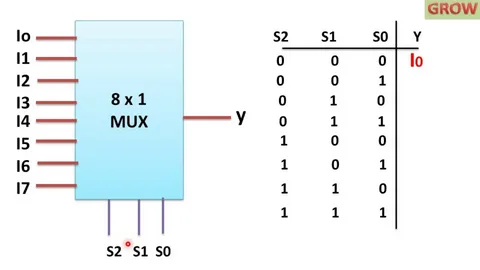 GROW
Io
I1
I2
I3
I4
I5
I6
I7
8 x 1
MUX
y
S2 S1 S0
S2 S1 S0 Y
0 0 0 I0
0 0 1
0 1 0
0 1 1
1 0 0
1 0 1
1 1 0
1 1 1